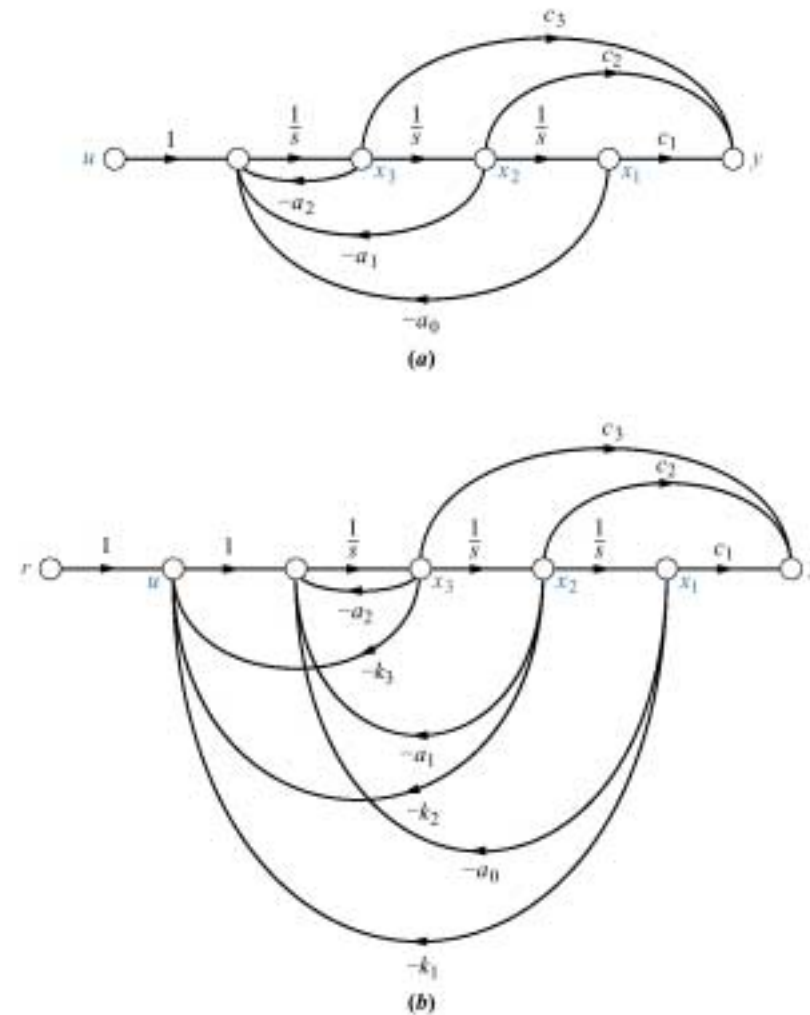 c3
c2
1 1/s 1/s 1/s c1
u x3 x2 x1 y
-a2
-a1
-a0
(a)
c3
c2
1 1 1/s 1/s 1/s c1
r u x3 x2 x1
-a2
-k3
-a1
-k2
-a0
-k1
(b)